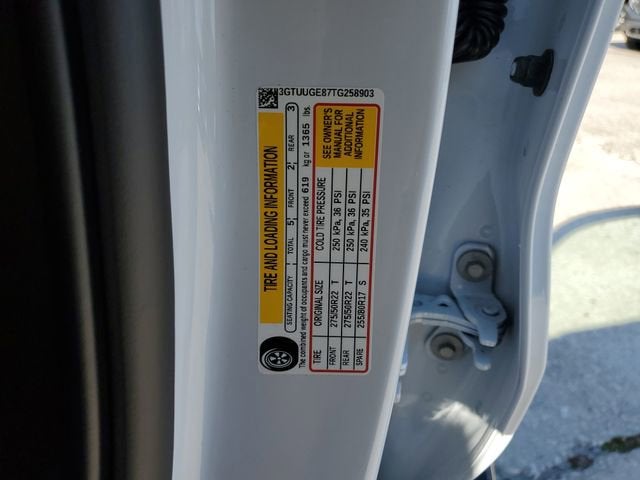 3GTUUGE87TG258903
TIRE AND LOADING INFORMATION
SEATING CAPACITY TOTAL 5 FRONT 2 REAR 3
The combined weight of occupants and cargo must never exceed 619 kg or 1365 lbs.
TIRE ORIGINAL SIZE COLD TIRE PRESSURE
FRONT 275/50R22 T 250 kPa, 36 PSI
REAR 275/50R22 T 250 kPa, 36 PSI
SPARE 255/80R17 S 240 kPa, 35 PSI
SEE OWNER'S
MANUAL FOR
ADDITIONAL
INFORMATION